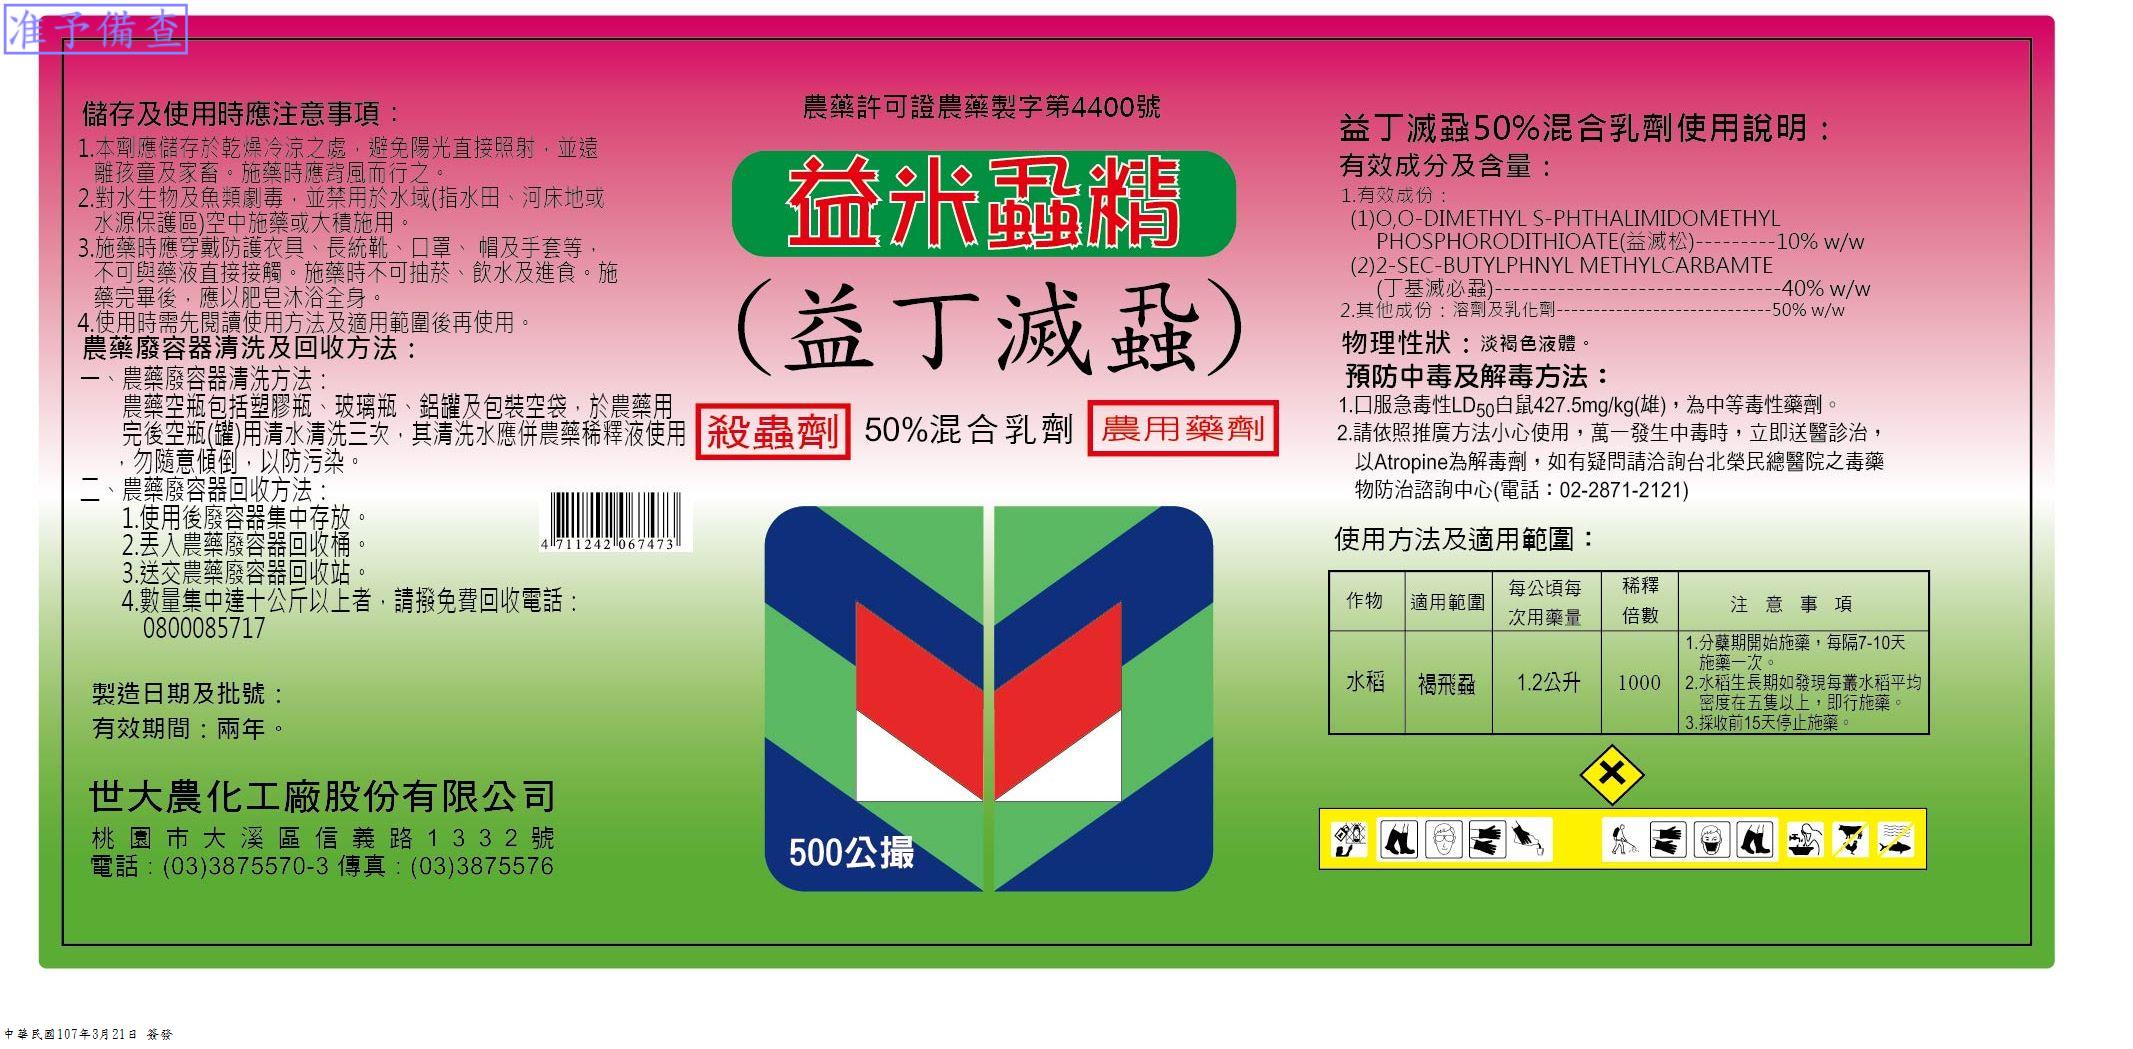 准予備查
儲存及使用時應注意事項：
1.本劑應儲存於乾燥冷涼之處，避免陽光直接照射，並遠
離孩童及家畜。施藥時應背風而行之。
2.對水生物及魚類劇毒，並禁用於水域(指水田、河床地或
水源保護區)空中施藥或大積施用。
3.施藥時應穿戴防護衣具、長統靴、口罩、 帽及手套等，
不可與藥液直接接觸。施藥時不可抽菸、飲水及進食。施
藥完畢後，應以肥皂沐浴全身。
4.使用時需先閱讀使用方法及適用範圍後再使用。
農藥廢容器清洗及回收方法：
一、農藥廢容器清洗方法：
農藥空瓶包括塑膠瓶、玻璃瓶、鋁罐及包裝空袋，於農藥用
完後空瓶(罐)用清水清洗三次，其清洗水應併農藥稀釋液使用
，勿隨意傾倒，以防污染。
二、農藥廢容器回收方法：
1.使用後廢容器集中存放。
2.丟入農藥廢容器回收桶。
3.送交農藥廢容器回收站。
4.數量集中達十公斤以上者，請撥免費回收電話：
0800085717
4 711242 067473
製造日期及批號：
有效期間：兩年。
世大農化工廠股份有限公司
桃園市大溪區信義路1332號
電話：(03)3875570-3 傳真：(03)3875576
農藥許可證農藥製字第4400號
益米蝨精
（益丁滅蝨）
殺蟲劑 50%混合乳劑 農用藥劑
500公撮
益丁滅蝨50%混合乳劑使用說明：
有效成分及含量：
1.有效成份：
(1)O,O-DIMETHYL S-PHTHALIMIDOMETHYL
PHOSPHORODITHIOATE(益滅松)---------10% w/w
(2)2-SEC-BUTYLPHNYL METHYLCARBAMTE
(丁基滅必蝨)--------------------------------40% w/w
2.其他成份：溶劑及乳化劑-----------------------------50% w/w
物理性狀：淡褐色液體。
預防中毒及解毒方法：
1.口服急毒性LD50白鼠427.5mg/kg(雄)，為中等毒性藥劑。
2.請依照推廣方法小心使用，萬一發生中毒時，立即送醫診治，
以Atropine為解毒劑，如有疑問請洽詢台北榮民總醫院之毒藥
物防治諮詢中心(電話：02-2871-2121)
使用方法及適用範圍：
作物 適用範圍 每公頃每次用藥量 稀釋倍數 注意事項
水稻 褐飛蝨 1.2公升 1000
1.分蘗期開始施藥，每隔7-10天
施藥一次。
2.水稻生長期如發現每叢水稻平均
密度在五隻以上，即行施藥。
3.採收前15天停止施藥。
中華民國107年3月21日 簽發